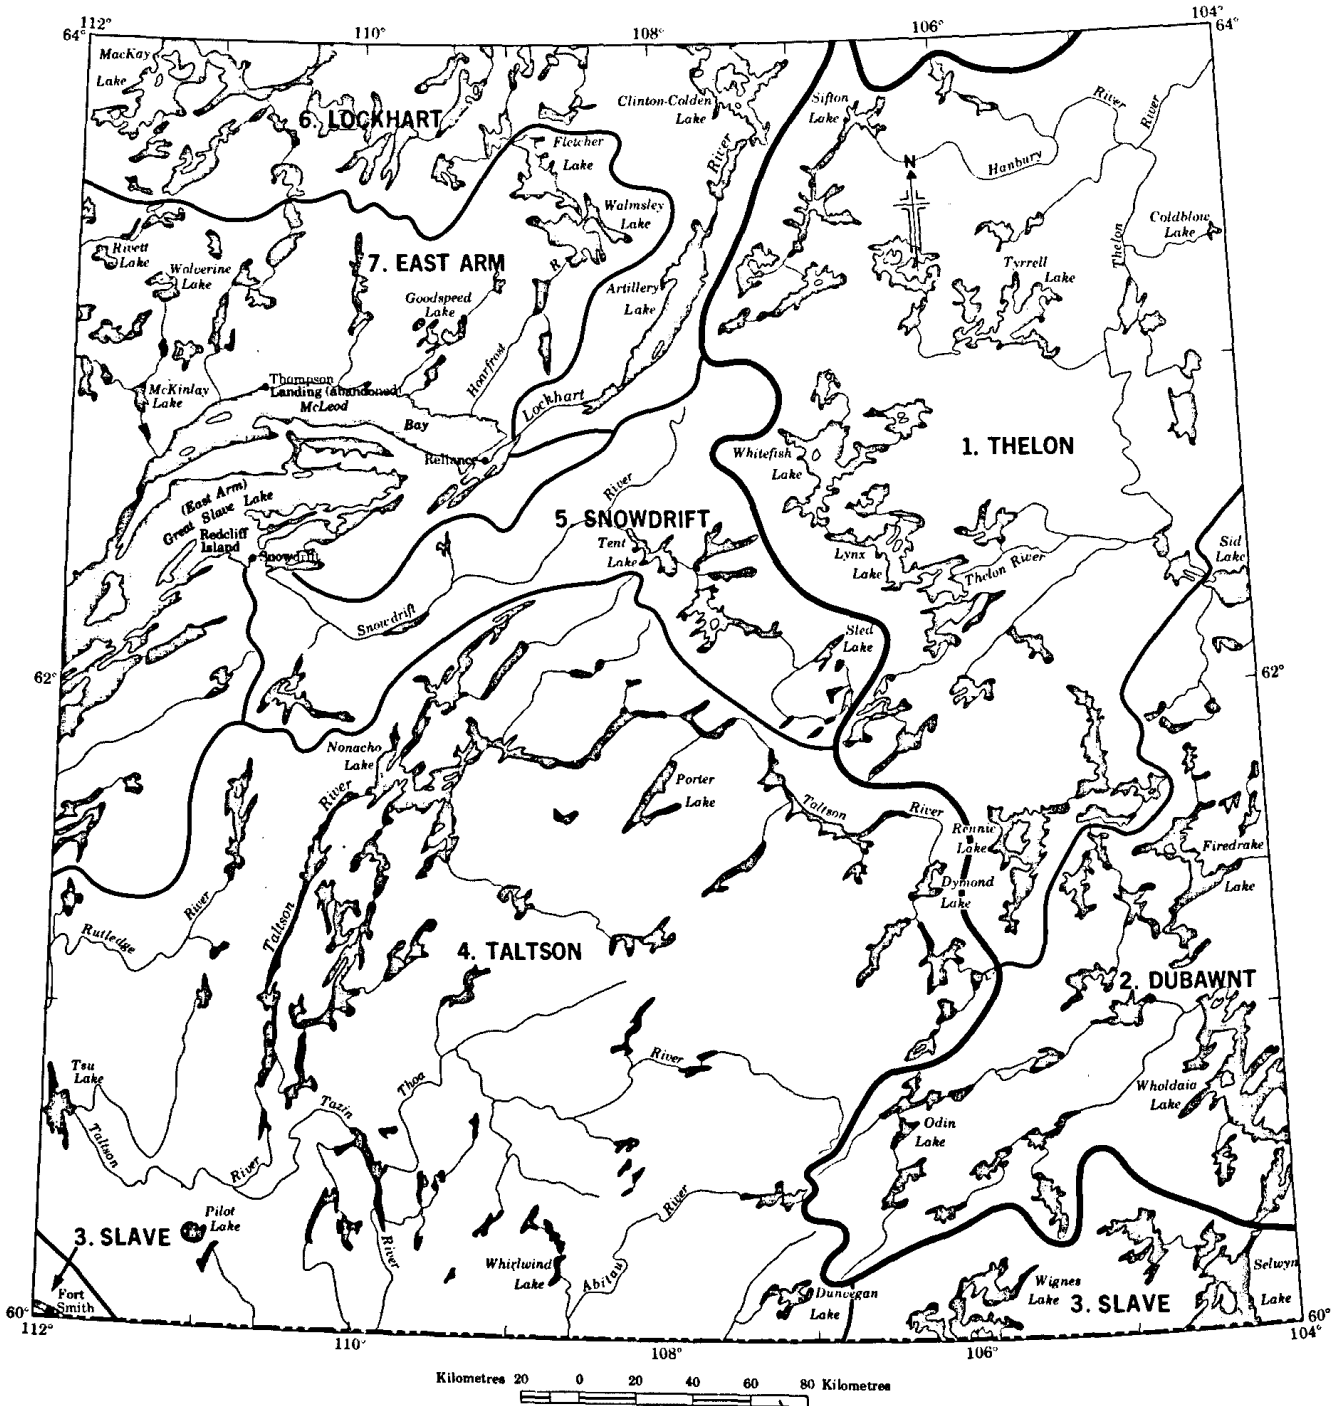 112°
110°
108°
106°
104°
64°
64°
MacKay
Lake
6. LOCKHART
Clinton-Colden
Lake
Sifton
Lake
River
River
Hanbury
N
Fletcher
Lake
River
Walmsley
Lake
Coldblow
Lake
Thelon
Rivett
Lake
Wolverine
Lake
7. EAST ARM
R
Goodspeed
Lake
Artillery
Lake
Tyrrell
Lake
Hoarfrost
McKinlay
Lake
Thompson
Landing (abandoned)
McLeod
Bay
Lockhart
Reliance
Whitefish
Lake
1. THELON
(East Arm)
Great Slave Lake
Redcliff
Island
Snowdrift
River
5. SNOWDRIFT
Tent
Lake
Lynx
Lake
Thelon River
Sid
Lake
Snowdrift
Sled
Lake
62°
62°
Nonacho
Lake
River
Porter
Lake
Taltson
River
Rennie
Lake
Firedrake
Lake
Dymond
Lake
River
Rutledge
Taltson
4. TALTSON
2. DUBAWNT
Tsu
Lake
Thoa
River
Wholdaia
Lake
Tazin
Odin
Lake
Taltson
River
Pilot
Lake
3. SLAVE
River
River
Whirlwind
Lake
Abitau
Fort
Smith
Dunvegan
Lake
Wignes
Lake
3. SLAVE
Selwyn
Lake
60°
60°
112°
110°
108°
106°
104°
Kilometres 20 0 20 40 60 80 Kilometres